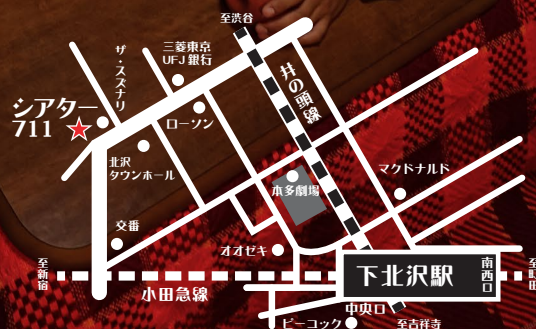 至渋谷
三菱東京
UFJ銀行
ザ・スズナリ
シアター
711
ローソン
井の頭線
北沢
タウンホール
本多劇場
マクドナルド
交番
オオゼキ
至新宿
小田急線
下北沢駅
南西口
中央口
ピーコック
至吉祥寺